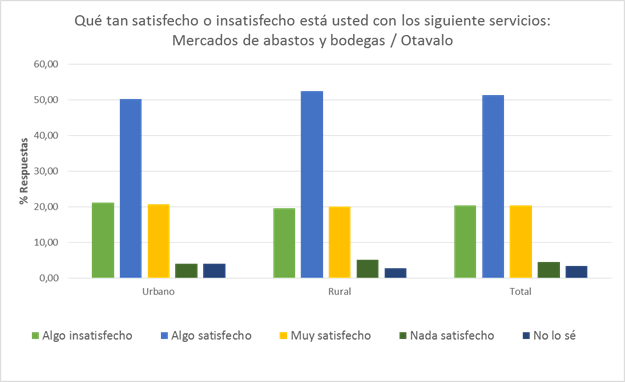 Qué tan satisfecho o insatisfecho está usted con los siguiente servicios:
Mercados de abastos y bodegas / Otavalo
60,00
50,00
40,00
30,00
20,00
10,00
0,00
% Respuestas
Urbano Rural Total
Algo insatisfecho Algo satisfecho Muy satisfecho Nada satisfecho No lo sé